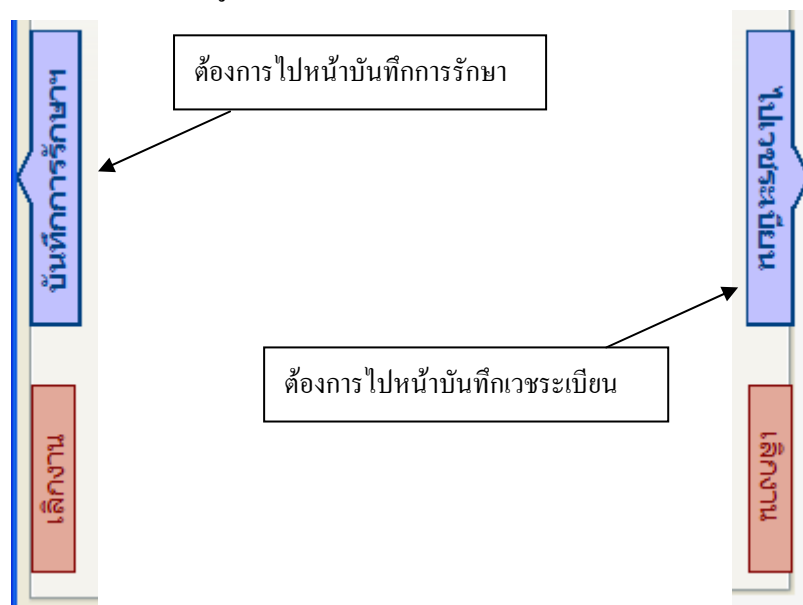 ต้องการไปหน้าบันทึกการรักษา
บันทึกการรักษาฯ
ไปเวชระเบียน
ต้องการไปหน้าบันทึกเวชระเบียน
เลิกงาน
เลิกงาน